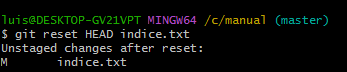 luis@DESKTOP-GV21VPT MINGW64 /c/manual (master)
$ git reset HEAD indice.txt
Unstaged changes after reset:
M       indice.txt